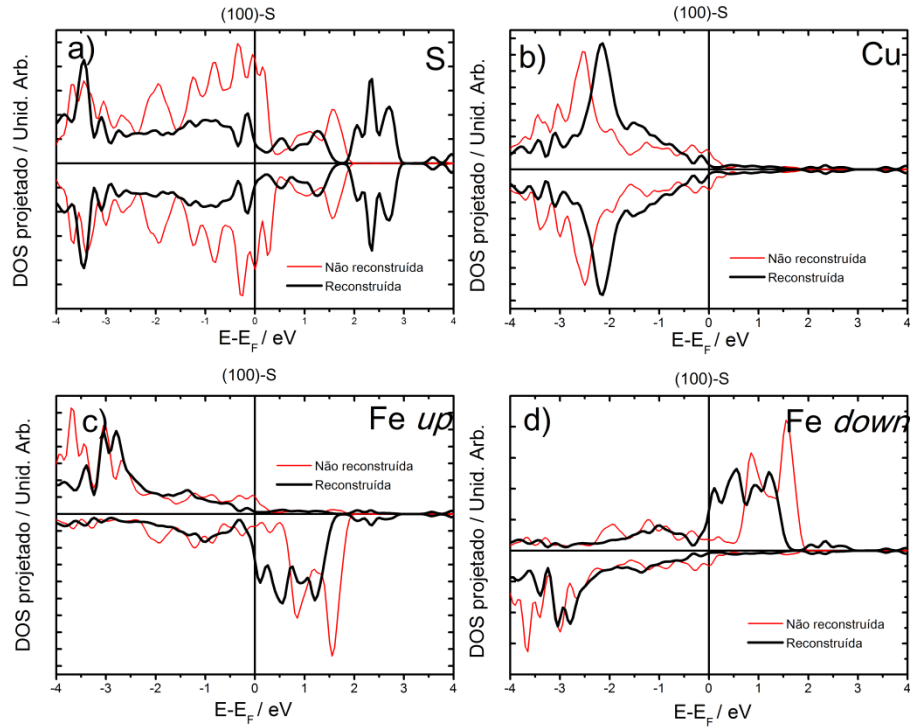 (100)-S
a)
S
DOS projetado / Unid. Arb.
Não reconstruída
Reconstruída
-4 -3 -2 -1 0 1 2 3 4
E-E_F / eV
(100)-S
b)
Cu
DOS projetado / Unid. Arb.
Não reconstruída
Reconstruída
-4 -3 -2 -1 0 1 2 3 4
E-E_F / eV
(100)-S
c)
Fe up
DOS projetado / Unid. Arb.
Não reconstruída
Reconstruída
-4 -3 -2 -1 0 1 2 3 4
E-E_F / eV
(100)-S
d)
Fe down
DOS projetado / Unid. Arb.
Não reconstruída
Reconstruída
-4 -3 -2 -1 0 1 2 3 4
E-E_F / eV